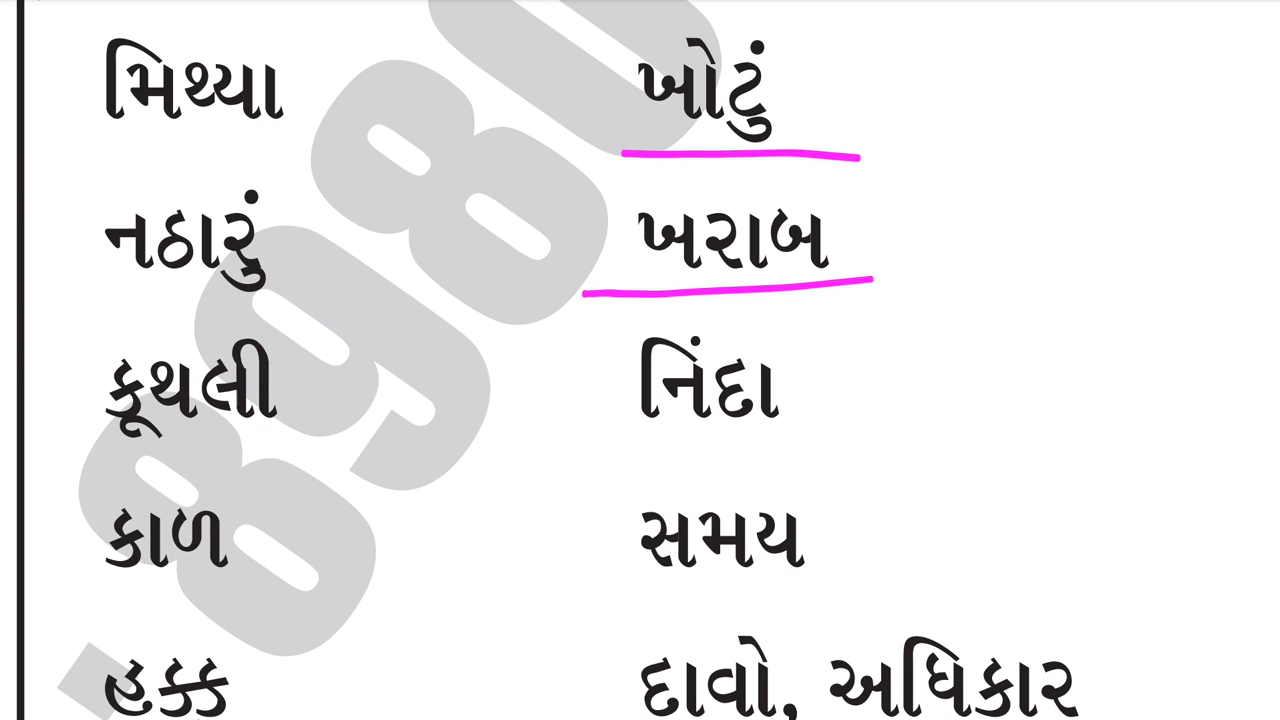 મિથ્યા ખોટું
નઠારું ખરાબ
કૂથલી નિંદા
કાળ સમય
હક્ક દાવો, અધિકાર